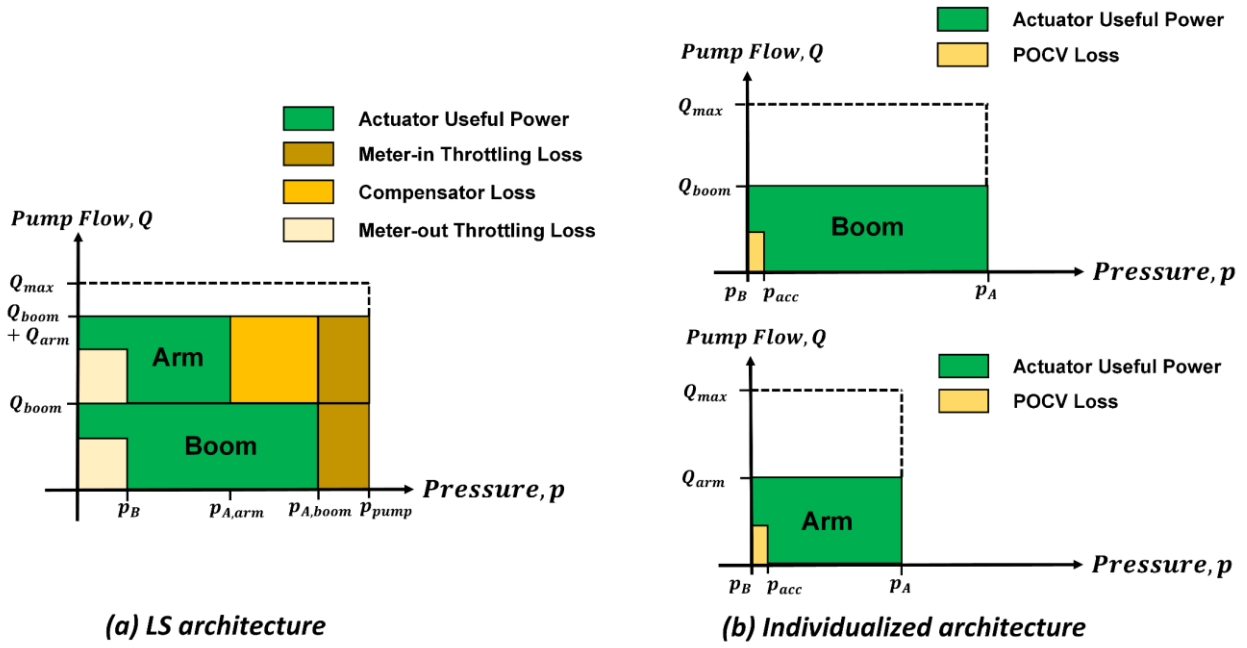 Actuator Useful Power
Meter-in Throttling Loss
Compensator Loss
Meter-out Throttling Loss
Pump Flow, Q
Q_max
Q_boom
+ Q_arm
Q_boom
Arm
Boom
p_B
p_A,arm
p_A,boom
p_pump
Pressure, p
(a) LS architecture
Actuator Useful Power
POCV Loss
Pump Flow, Q
Q_max
Q_boom
Boom
p_B
p_acc
p_A
Pressure, p
Pump Flow, Q
Actuator Useful Power
POCV Loss
Q_max
Q_arm
Arm
p_B
p_acc
p_A
Pressure, p
(b) Individualized architecture